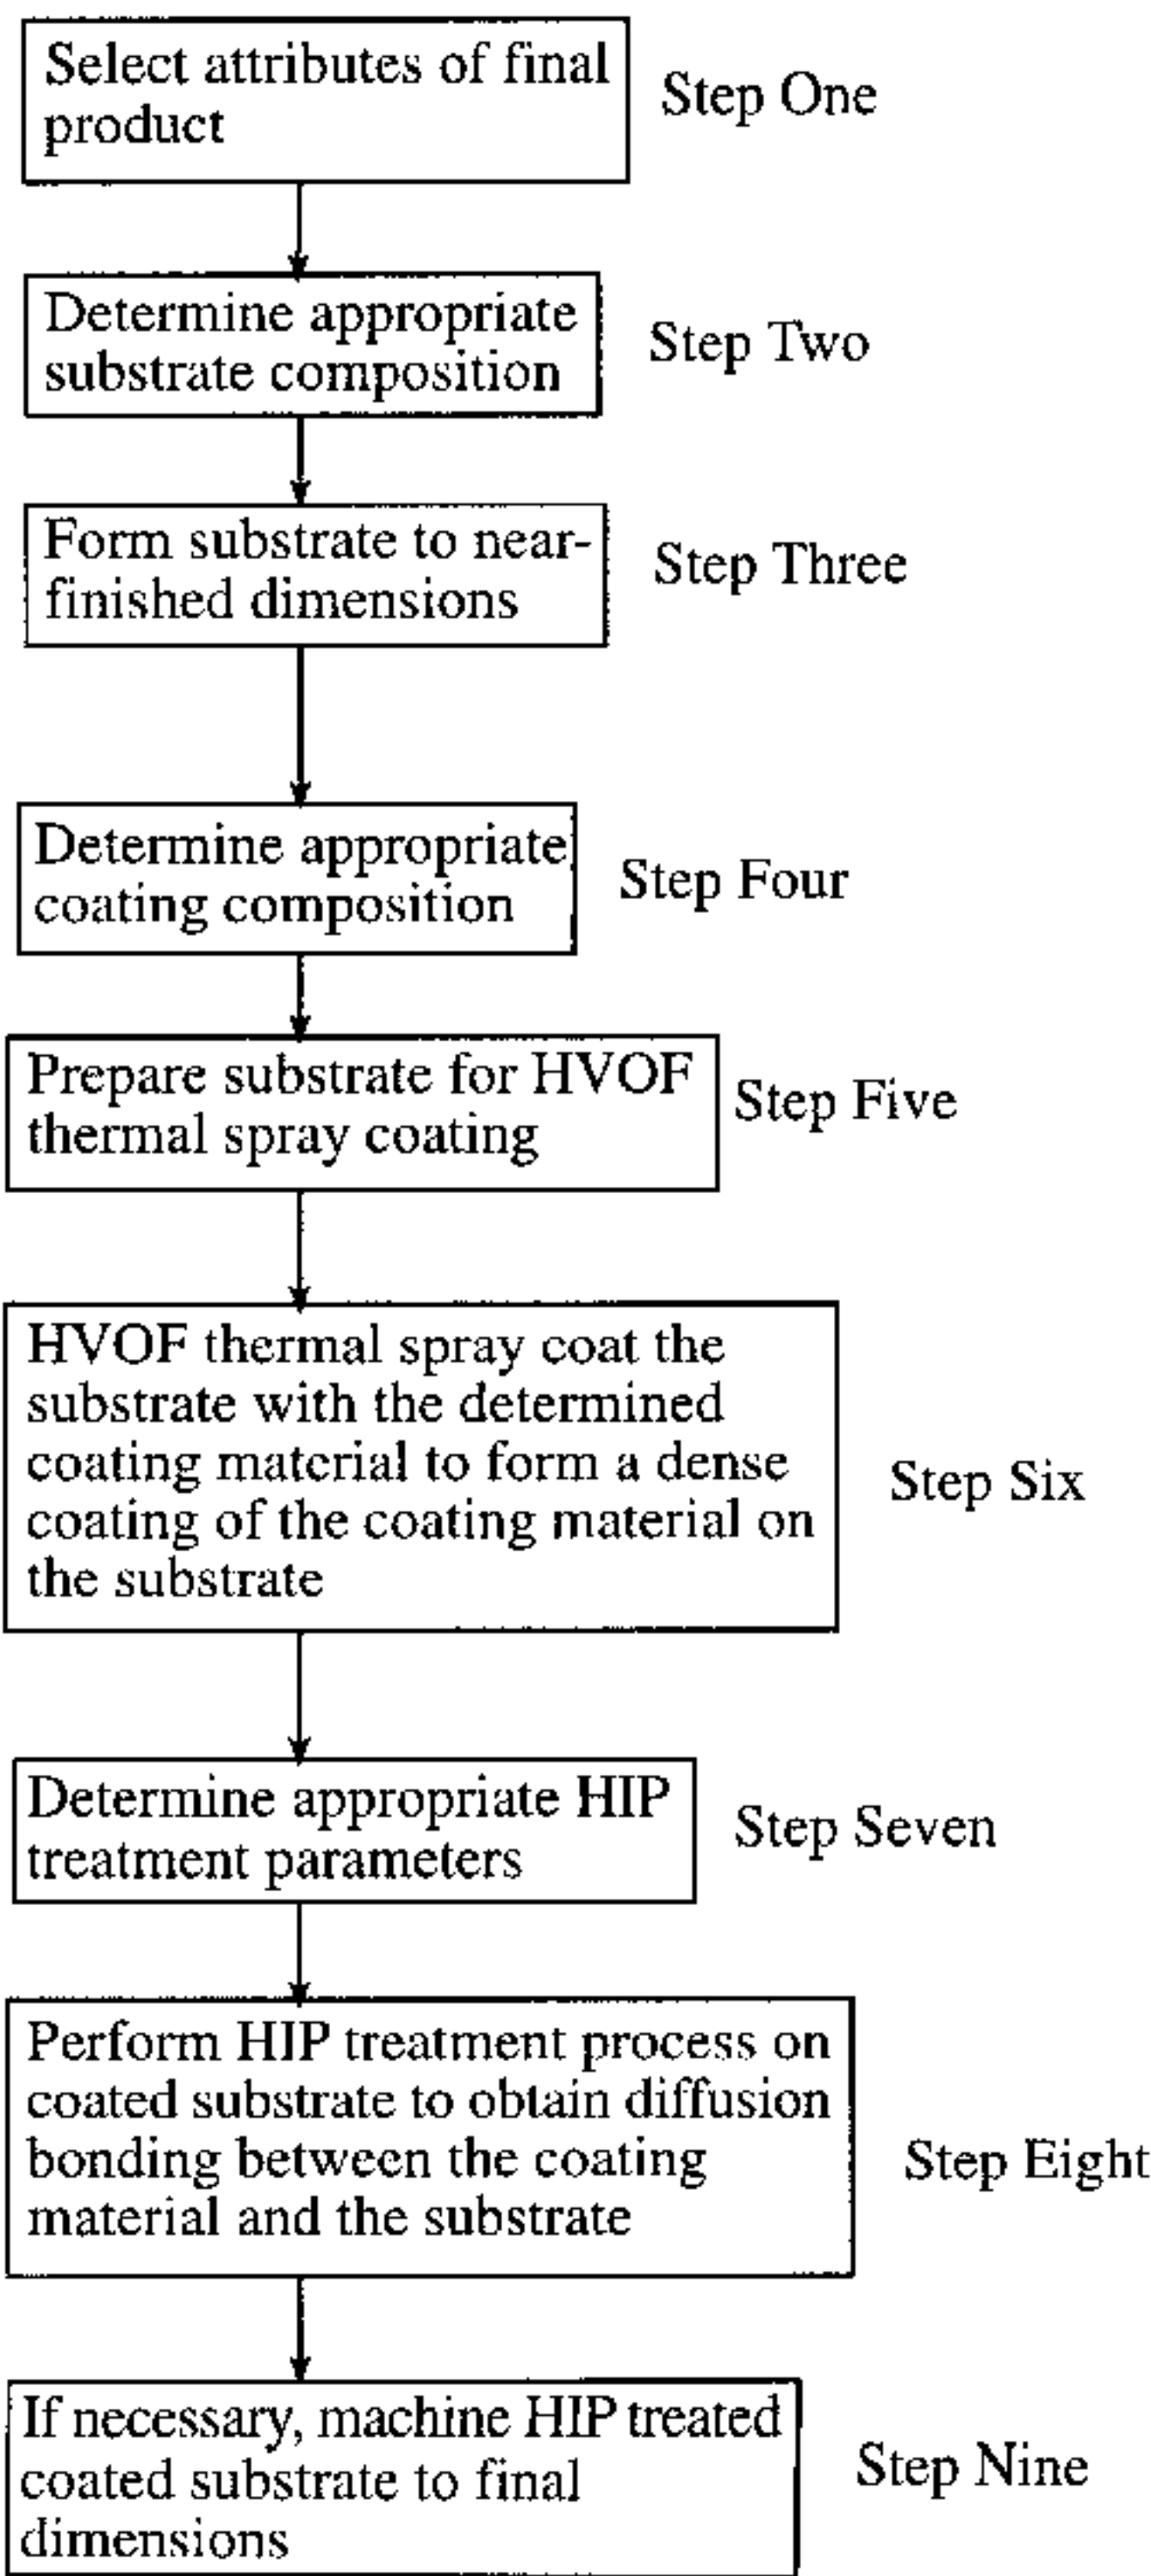 Select attributes of final
product
Step One
Determine appropriate
substrate composition
Step Two
Form substrate to near-
finished dimensions
Step Three
Determine appropriate
coating composition
Step Four
Prepare substrate for HVOF
thermal spray coating
Step Five
HVOF thermal spray coat the
substrate with the determined
coating material to form a dense
coating of the coating material on
the substrate
Step Six
Determine appropriate HIP
treatment parameters
Step Seven
Perform HIP treatment process on
coated substrate to obtain diffusion
bonding between the coating
material and the substrate
Step Eight
If necessary, machine HIP treated
coated substrate to final
dimensions
Step Nine